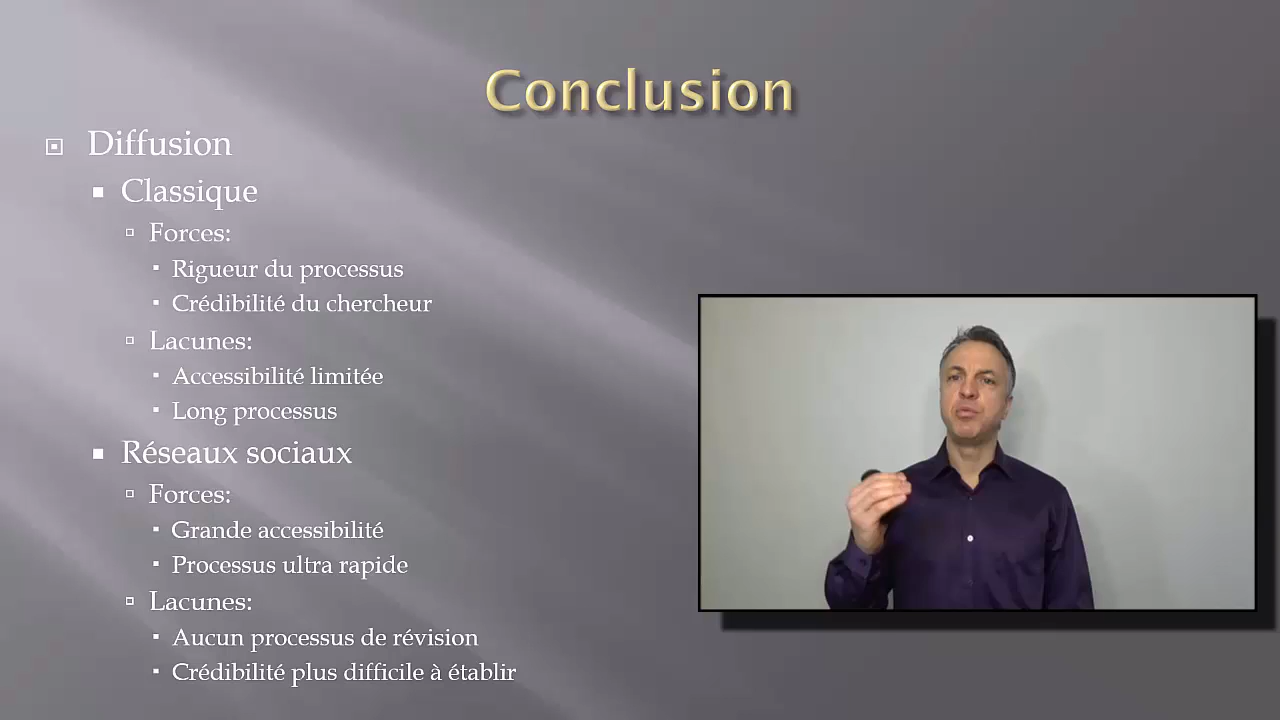 Conclusion
Diffusion
Classique
Forces:
Rigueur du processus
Crédibilité du chercheur
Lacunes:
Accessibilité limitée
Long processus
Réseaux sociaux
Forces:
Grande accessibilité
Processus ultra rapide
Lacunes:
Aucun processus de révision
Crédibilité plus difficile à établir